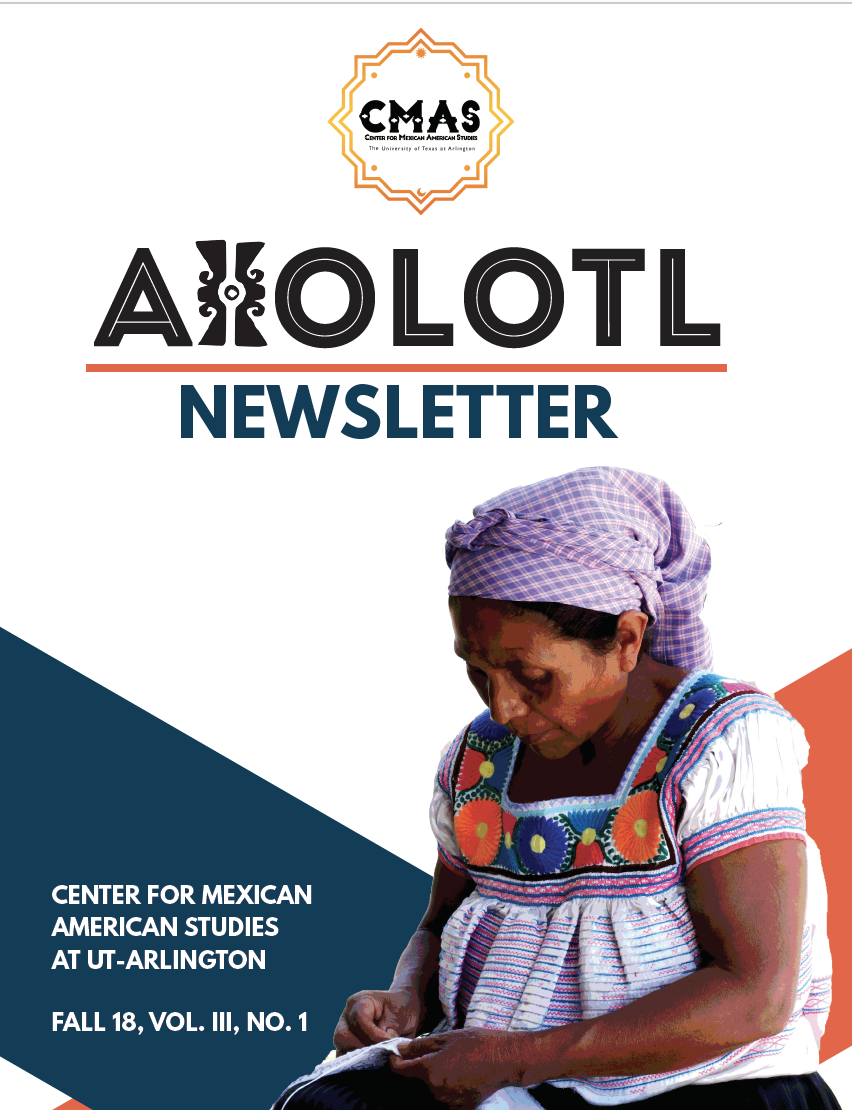 CMAS
CENTER FOR MEXICAN AMERICAN STUDIES
The University of Texas at Arlington
AXOLOTL
NEWSLETTER
CENTER FOR MEXICAN
AMERICAN STUDIES
AT UT-ARLINGTON
FALL 18, VOL. III, NO. 1